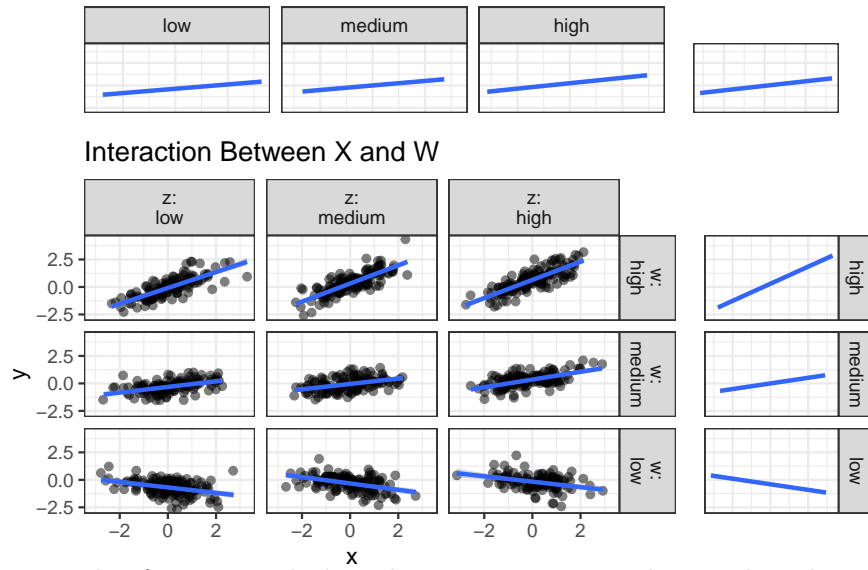 low medium high
Interaction Between X and W
z: z: z:
low medium high
2.5
0.0
−2.5
w:
high
high
2.5
0.0
−2.5
w:
medium
medium
2.5
0.0
−2.5
w:
low
low
y
−2 0 2 −2 0 2 −2 0 2
x